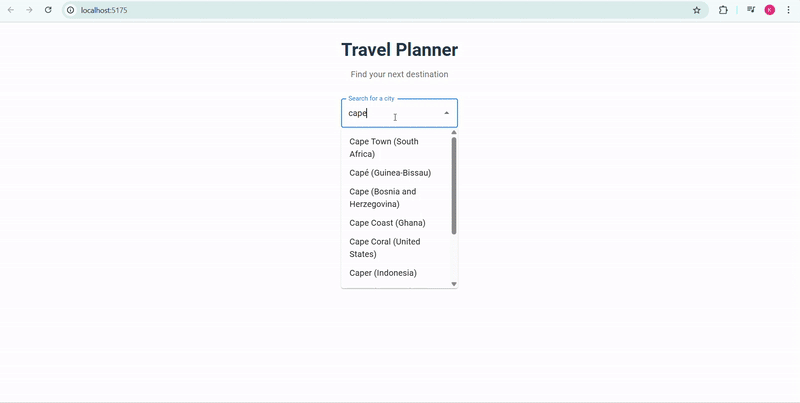 localhost:5175
K
Travel Planner
Find your next destination
Search for a city
cape
Cape Town (South
Africa)
Capé (Guinea-Bissau)
Cape (Bosnia and
Herzegovina)
Cape Coast (Ghana)
Cape Coral (United
States)
Caper (Indonesia)